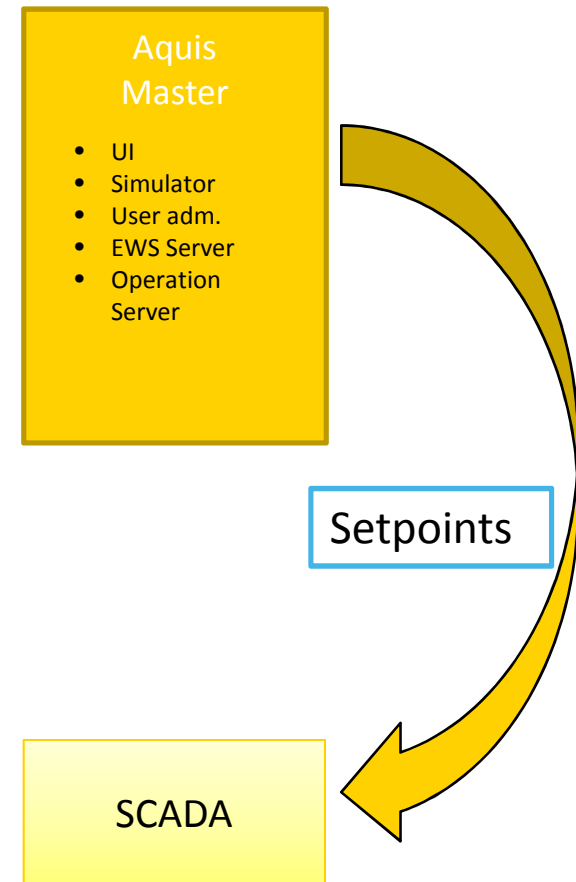 Aquis
Master
• UI
• Simulator
• User adm.
• EWS Server
• Operation
Server
Setpoints
SCADA